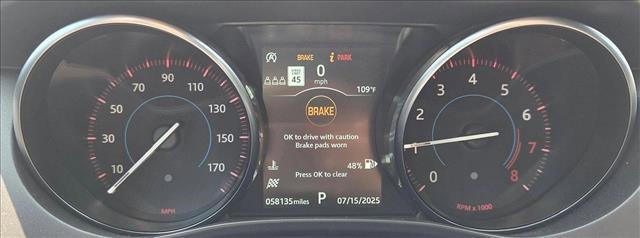 10
30
50
70
90
110
130
150
170
MPH
BRAKE i PARK
SPEED LIMIT
45
0
mph
109°F
BRAKE
OK to drive with caution
Brake pads worn
48%
Press OK to clear
058135miles P 07/15/2025
0
1
2
3
4
5
6
7
8
RPM x 1000